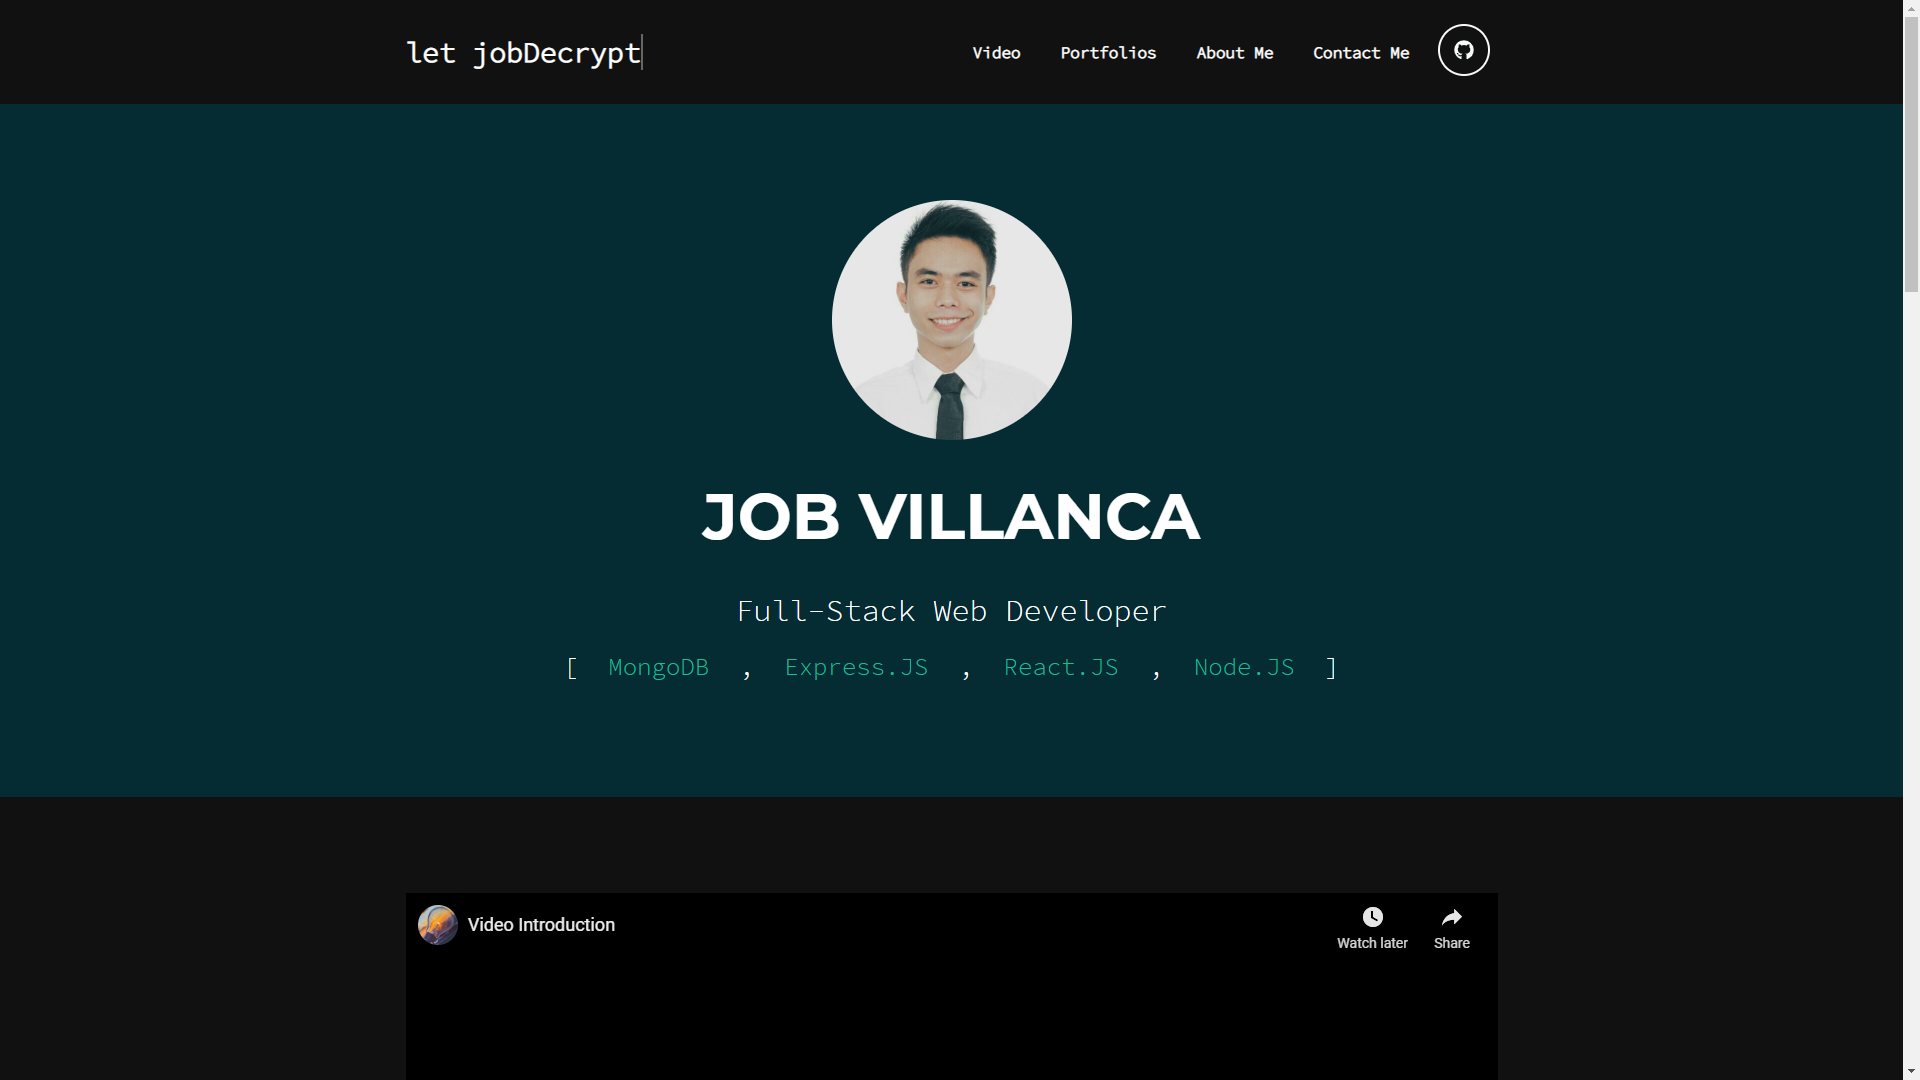 let jobDecrypt
Video Portfolios About Me Contact Me
JOB VILLANCA
Full-Stack Web Developer
[ MongoDB , Express.JS , React.JS , Node.JS ]
Video Introduction
Watch later Share